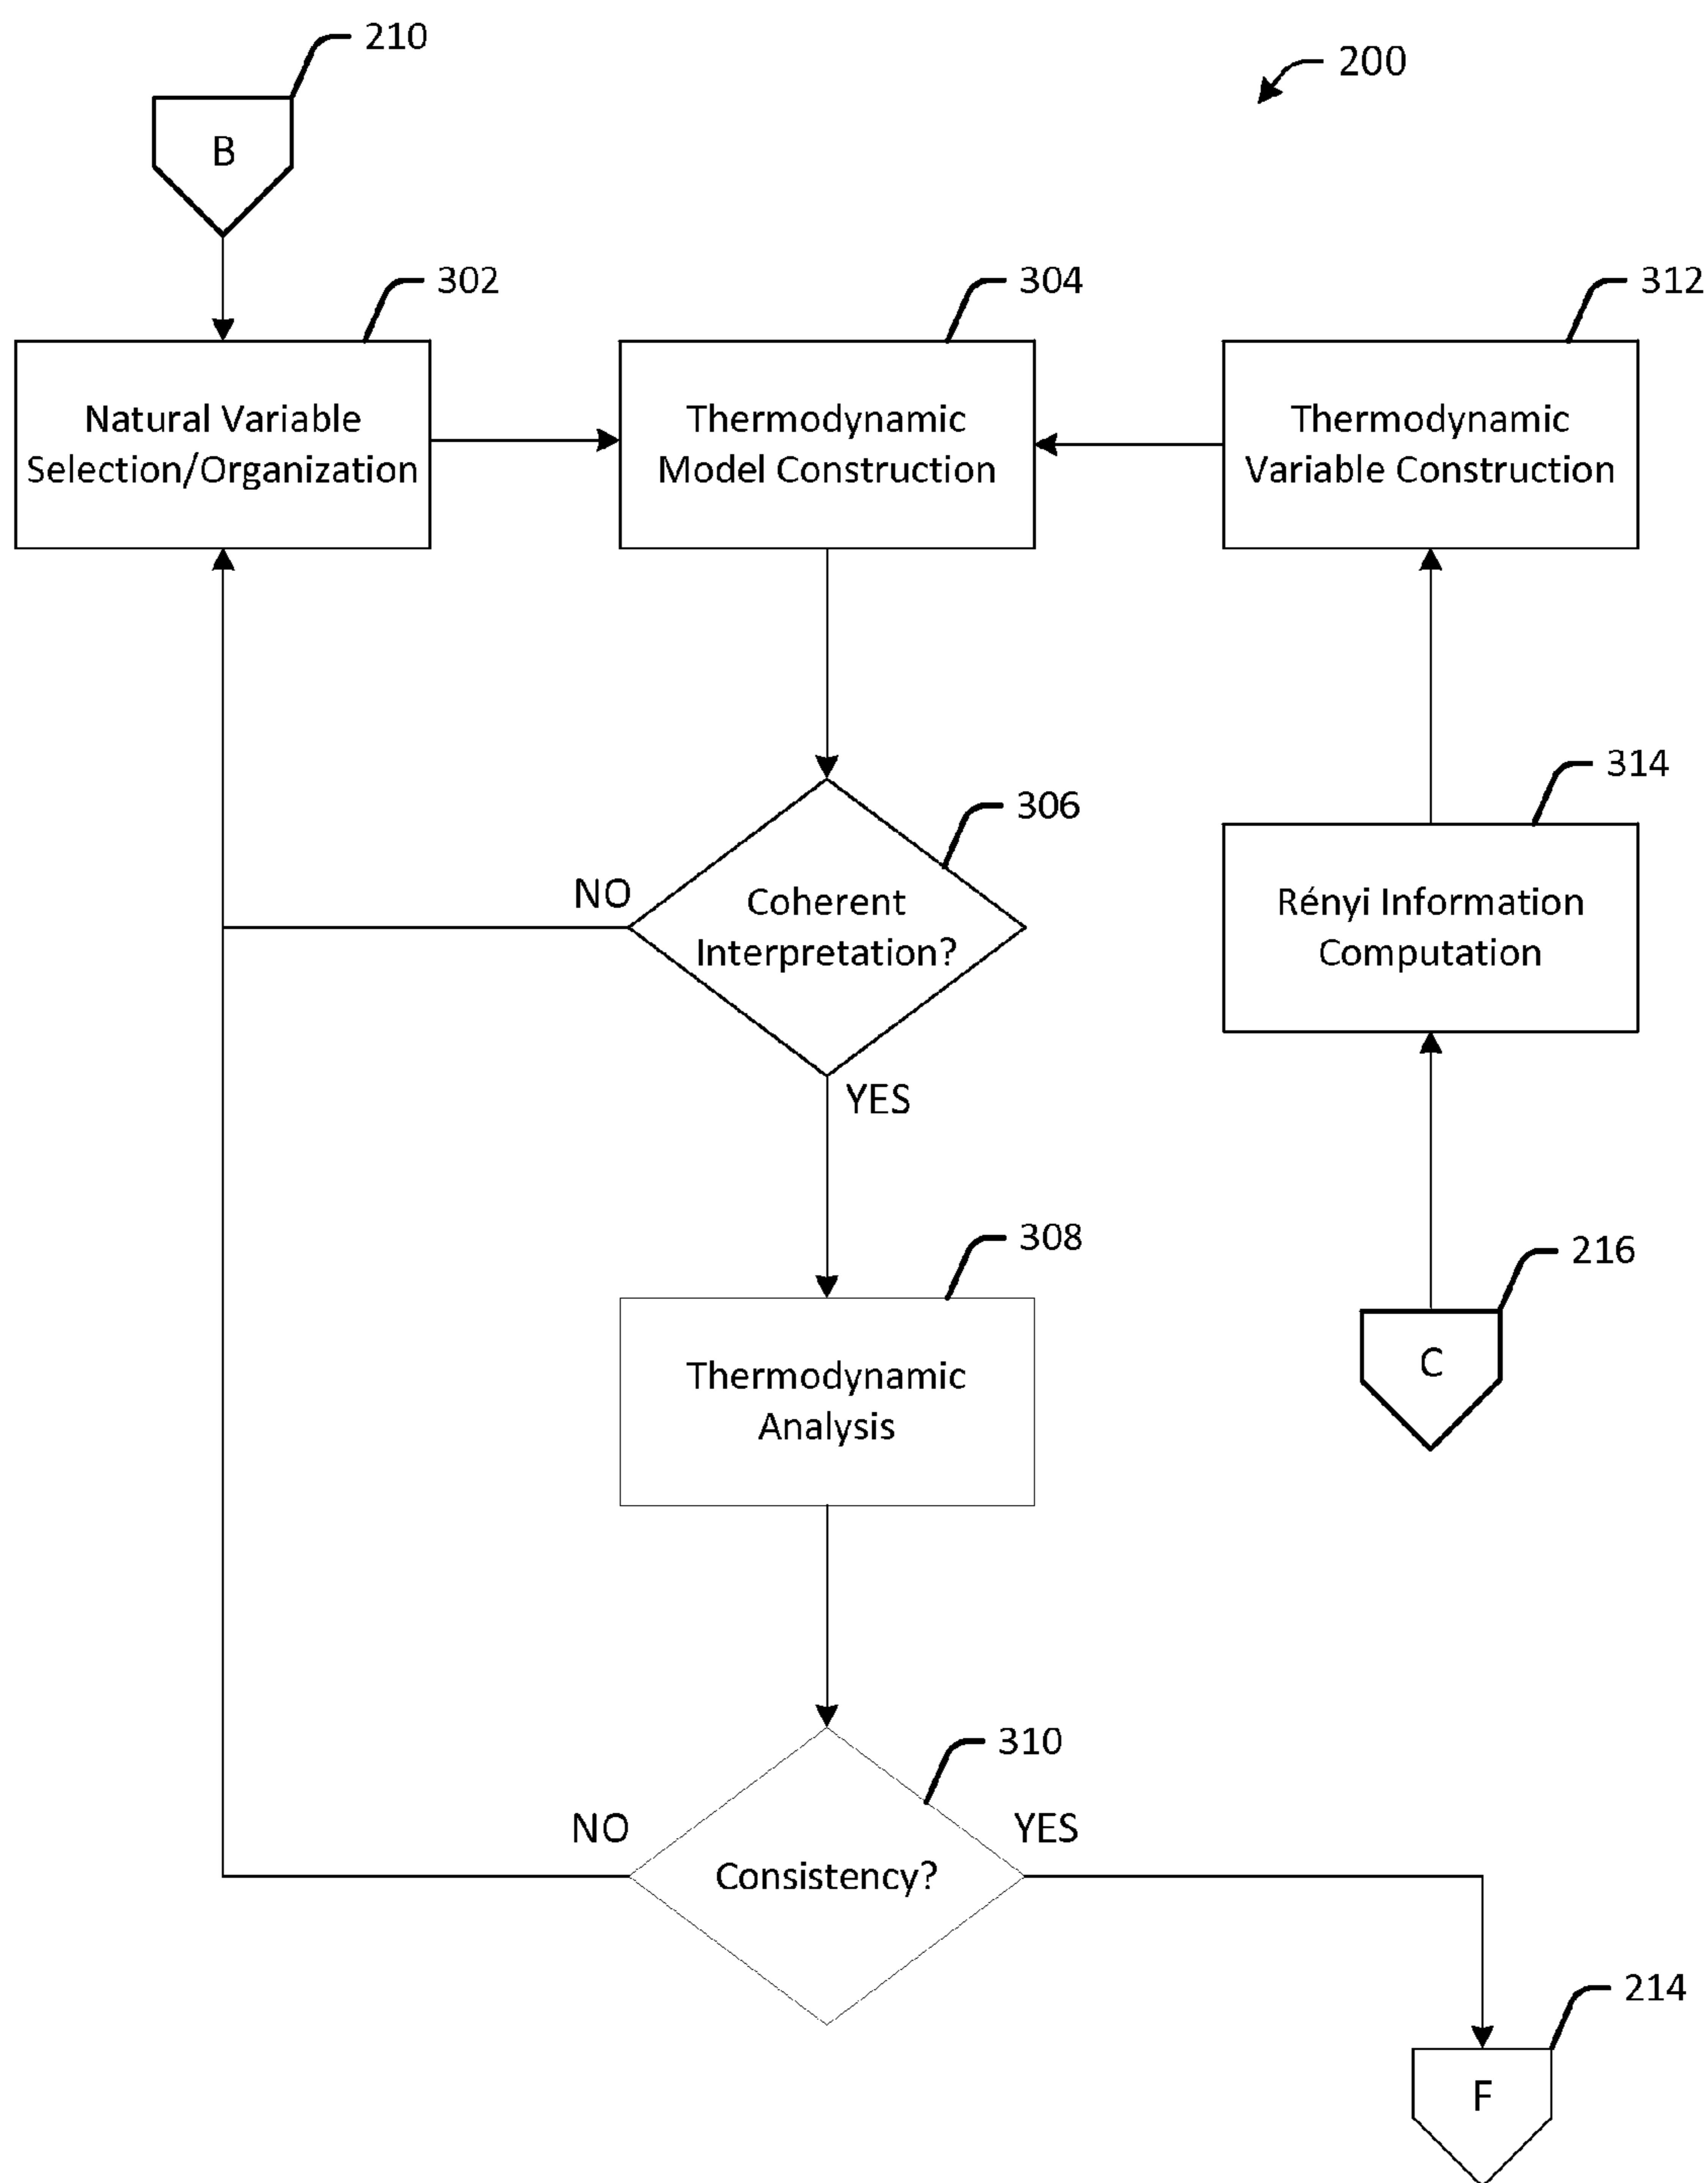 210
200
B
302
304
312
Natural Variable
Selection/Organization
Thermodynamic
Model Construction
Thermodynamic
Variable Construction
314
306
NO
Coherent
Interpretation?
Rényi Information
Computation
YES
308
216
Thermodynamic
Analysis
C
310
NO
YES
Consistency?
214
F